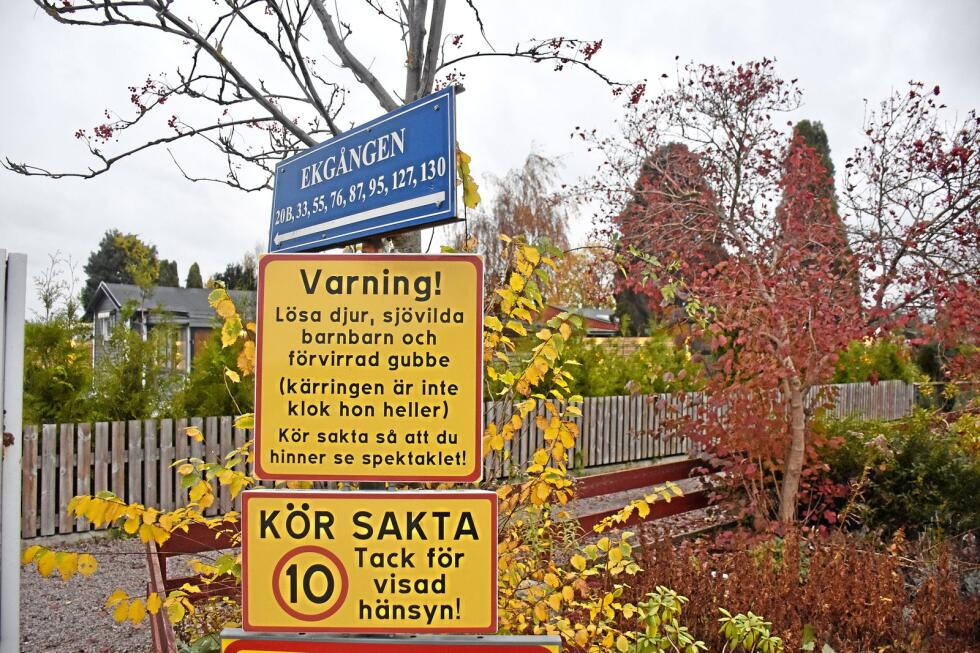 EKGÅNGEN
20B, 33, 55, 76, 87, 95, 127, 130
Varning!
Lösa djur, sjövilda
barnbarn och
förvirrad gubbe
(kärringen är inte
klok hon heller)
Kör sakta så att du
hinner se spektaklet!
KÖR SAKTA
10 Tack för
visad
hänsyn!